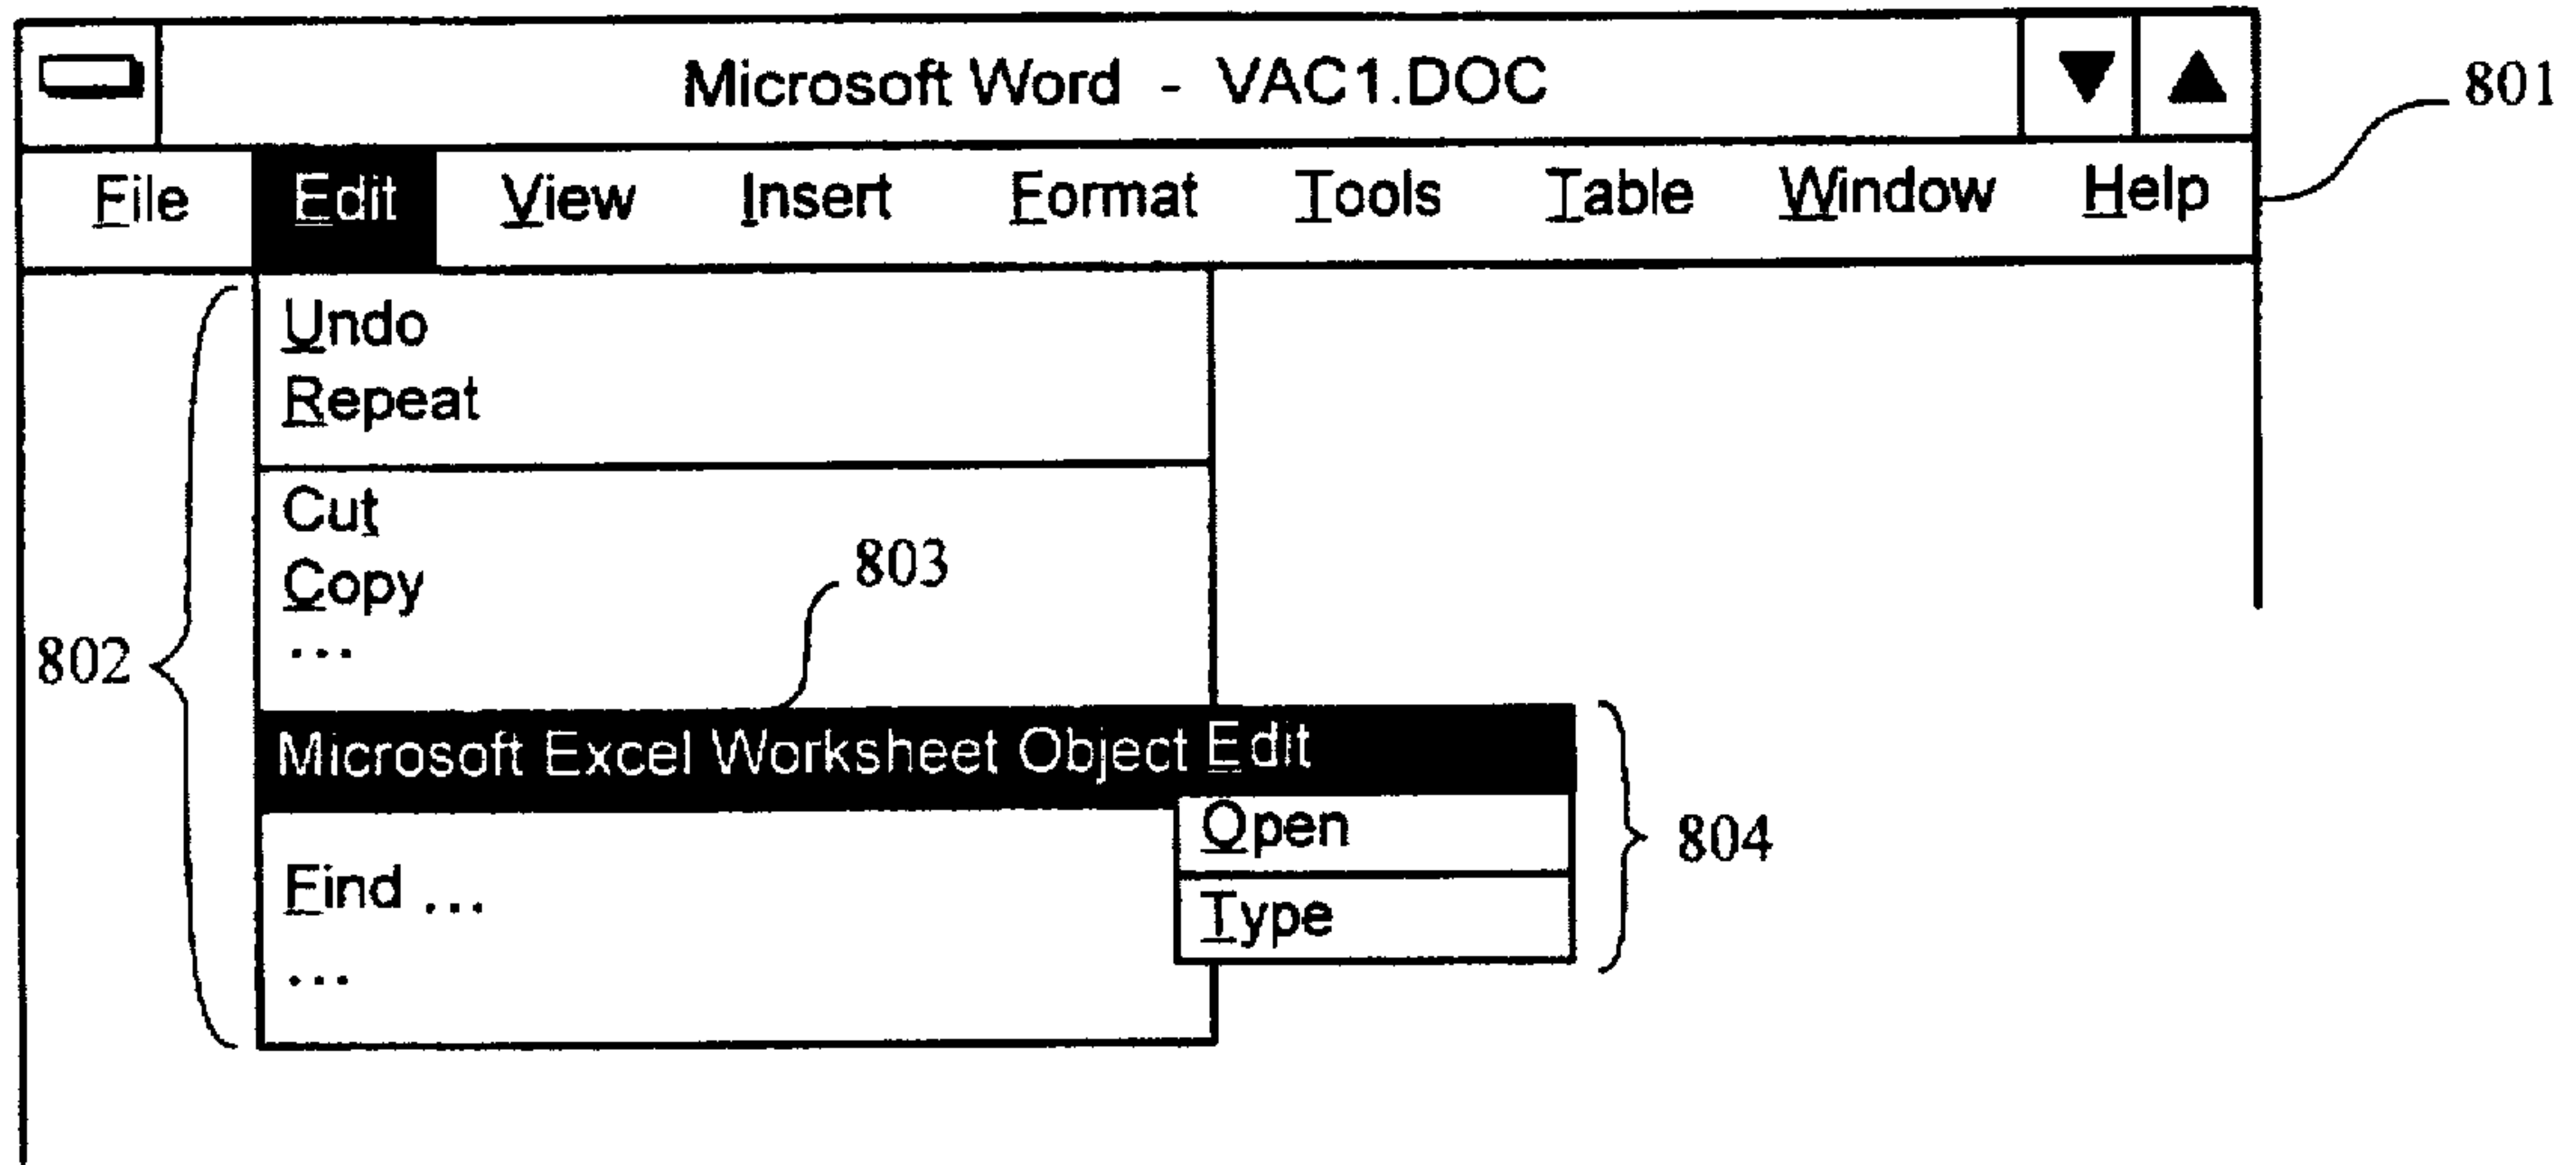 Microsoft Word - VAC1.DOC
801
File Edit View Insert Format Tools Table Window Help
Undo
Repeat
Cut
Copy
803
...
802
Microsoft Excel Worksheet Object Edit
Open
804
Find ...
Type
...